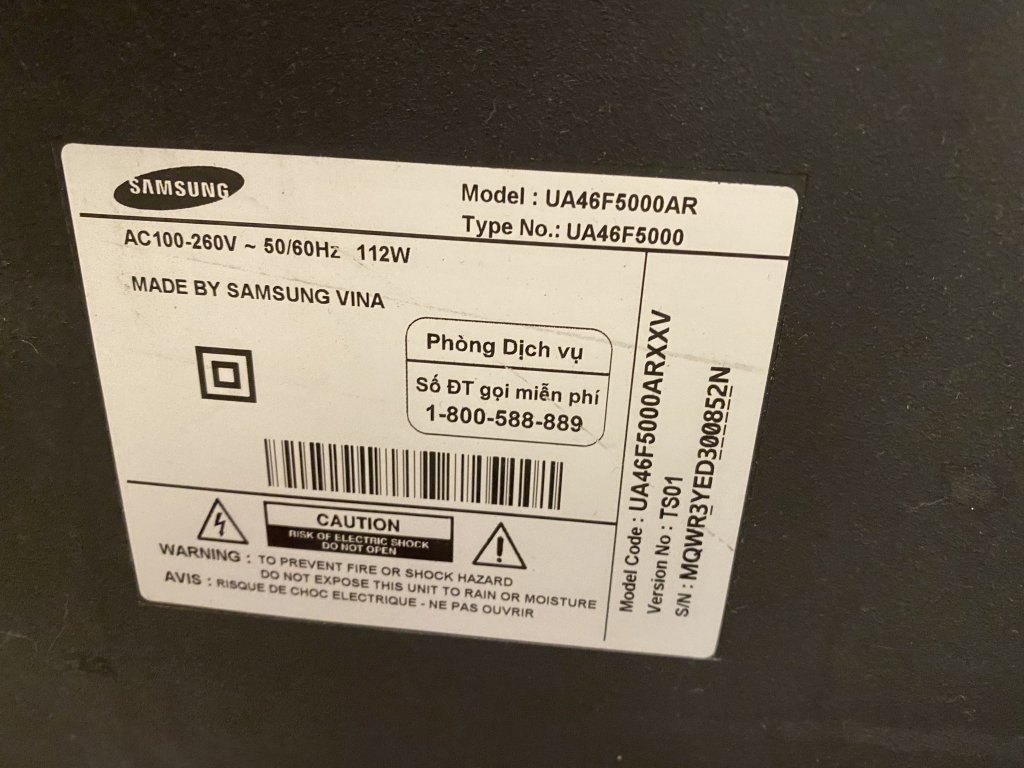 SAMSUNG
Model : UA46F5000AR
Type No.: UA46F5000
AC100-260V ~ 50/60Hz 112W
MADE BY SAMSUNG VINA
Phòng Dịch vụ
Số ĐT gọi miễn phí
1-800-588-889
CAUTION
RISK OF ELECTRIC SHOCK
DO NOT OPEN
WARNING : TO PREVENT FIRE OR SHOCK HAZARD
DO NOT EXPOSE THIS UNIT TO RAIN OR MOISTURE
AVIS : RISQUE DE CHOC ELECTRIQUE - NE PAS OUVRIR
Model Code : UA46F5000ARXXV
Version No : TS01
S/N : MQWR3YED300852N